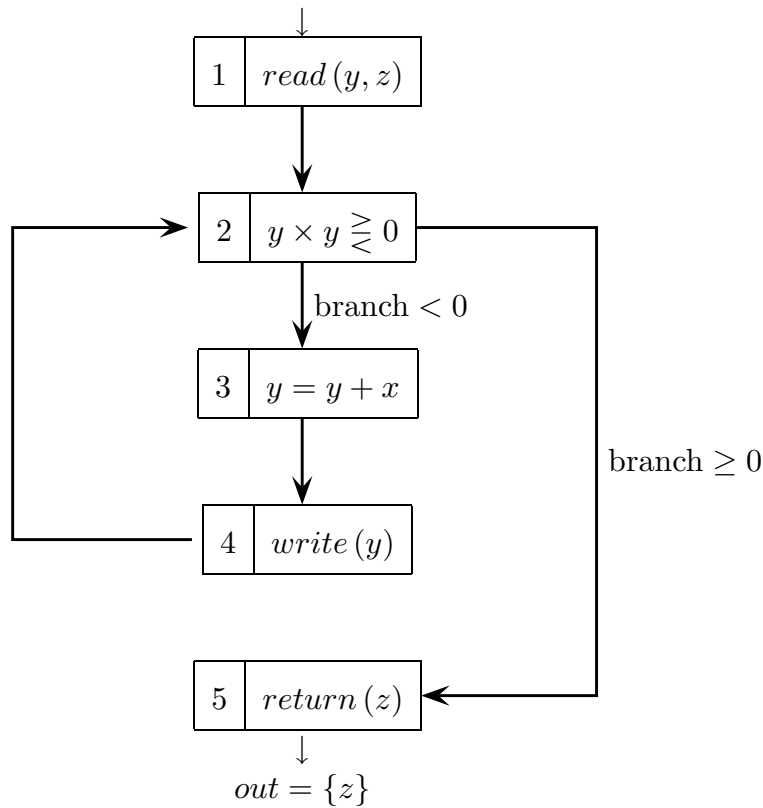 1 read (y, z)
2 y × y ⪌ 0
branch < 0
3 y = y + x
branch ≥ 0
4 write (y)
5 return (z)
out = {z}